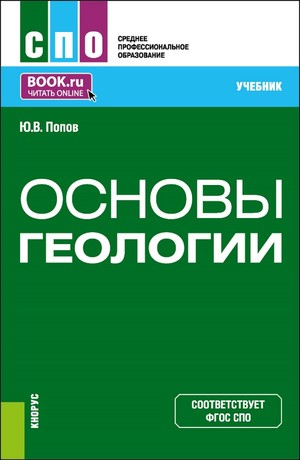 СПО
СРЕДНЕЕ
ПРОФЕССИОНАЛЬНОЕ
ОБРАЗОВАНИЕ
BOOK.ru
ЧИТАТЬ ONLINE
УЧЕБНИК
Ю.В. Попов
ОСНОВЫ
ГЕОЛОГИИ
СООТВЕТСТВУЕТ
ФГОС СПО
КНОРУС